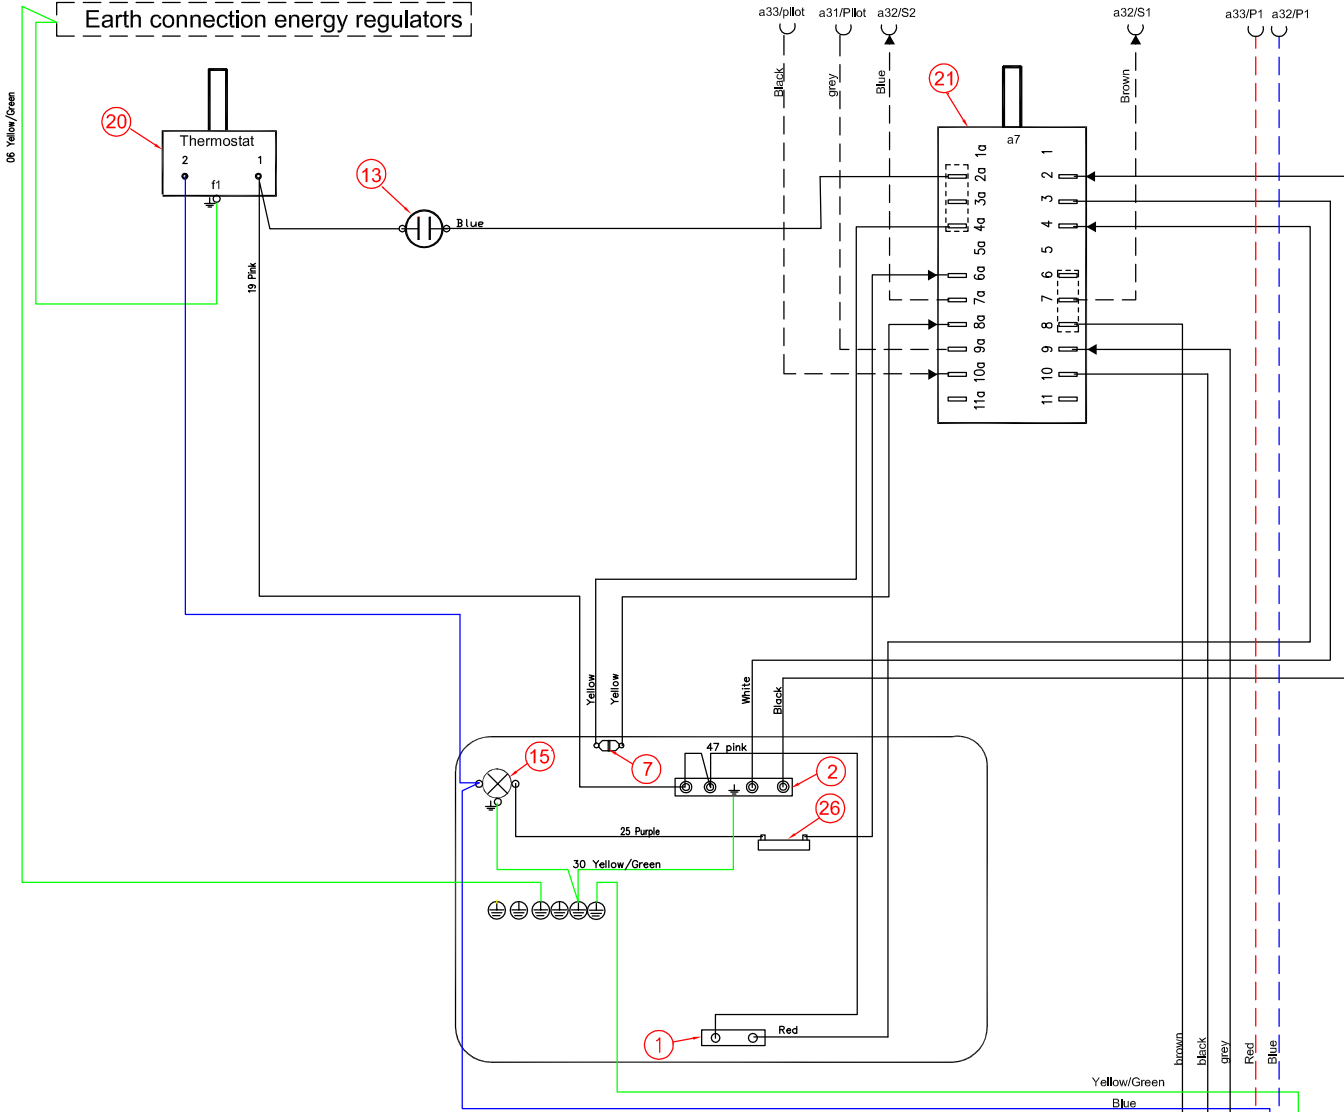 Earth connection energy regulators
a33/pilot
a31/Pilot
a32/S2
a32/S1
a33/P1
a32/P1
06 Yellow/Green
20
Thermostat
2
1
f1
13
Blue
19 Pink
Black
grey
Blue
Brown
21
a7
1a
2a
3a
4a
5a
6a
7a
8a
9a
10a
11a
1
2
3
4
5
6
7
8
9
10
11
Yellow
Yellow
White
Black
15
7
47 pink
2
26
25 Purple
30 Yellow/Green
1
Red
brown
black
grey
Red
Blue
Yellow/Green
Blue